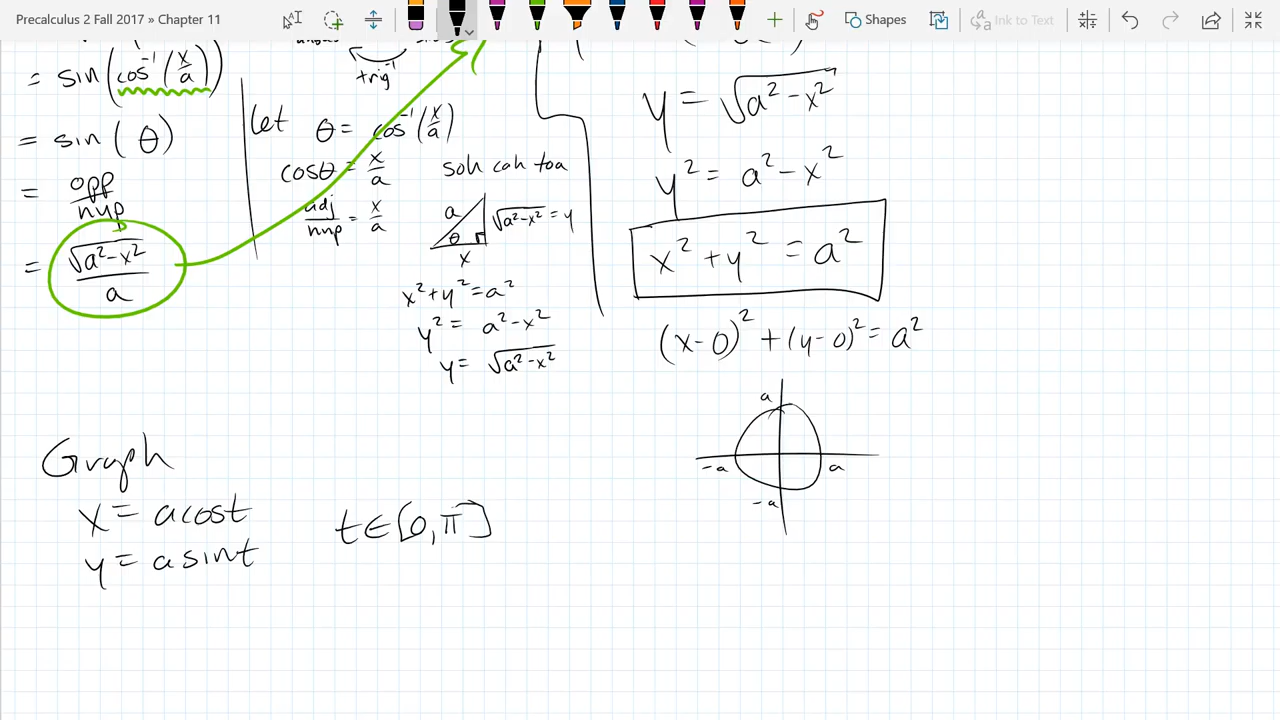 Precalculus 2 Fall 2017 » Chapter 11
Shapes
Ink to Text
= sin(cos⁻¹(x/a))
= sin(θ)
= opp/hyp
= √(a²-x²)/a
trig⁻¹
let θ = cos⁻¹(x/a)
cosθ = x/a
adj/hyp = x/a
soh cah toa
a
√(a²-x²) = y
θ
x
x²+y²=a²
y² = a²-x²
y = √(a²-x²)
y = √(a²-x²)
y² = a²-x²
x²+y² = a²
(x-0)²+(y-0)²=a²
a
-a
a
-a
Graph
x = acost
y = asint
t∈[0,π]